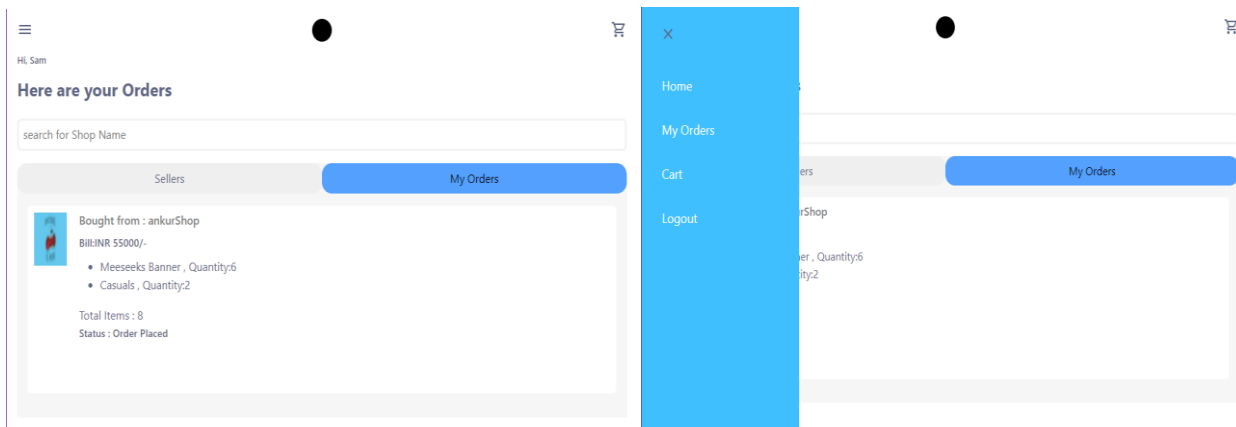 Hi, Sam
Here are your Orders
search for Shop Name
Sellers
My Orders
Bought from : ankurShop
Bill:INR 55000/-
Meeseeks Banner , Quantity:6
Casuals , Quantity:2
Total Items : 8
Status : Order Placed
Home
My Orders
Cart
Logout
ers
My Orders
rShop
er , Quantity:6
ity:2